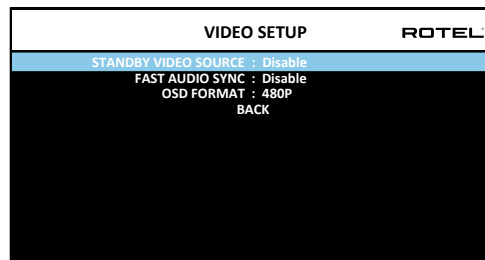 VIDEO SETUP
ROTEL
STANDBY VIDEO SOURCE : Disable
FAST AUDIO SYNC : Disable
OSD FORMAT : 480P
BACK